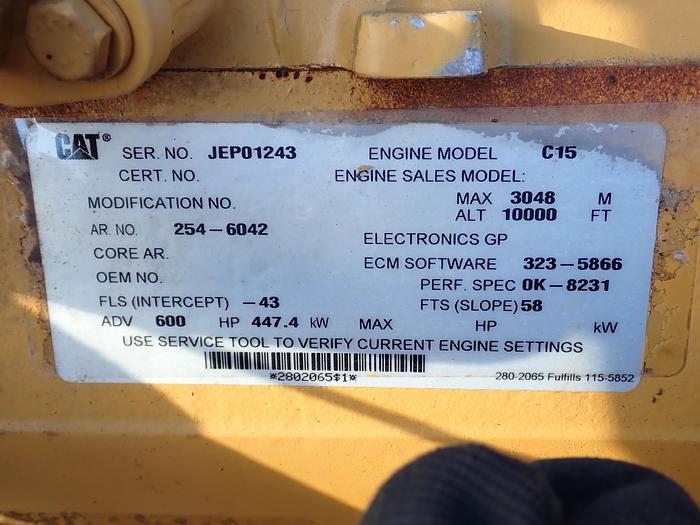 CAT® SER. NO. JEP01243 ENGINE MODEL C15
CERT. NO. ENGINE SALES MODEL:
MODIFICATION NO. MAX 3048 M
ALT 10000 FT
AR. NO. 254-6042
ELECTRONICS GP
CORE AR. ECM SOFTWARE 323-5866
OEM NO. PERF. SPEC 0K-8231
FLS (INTERCEPT) -43 FTS (SLOPE) 58
ADV 600 HP 447.4 kW MAX HP kW
USE SERVICE TOOL TO VERIFY CURRENT ENGINE SETTINGS
*2802065$1* 280-2065 Fulfills 115-5852